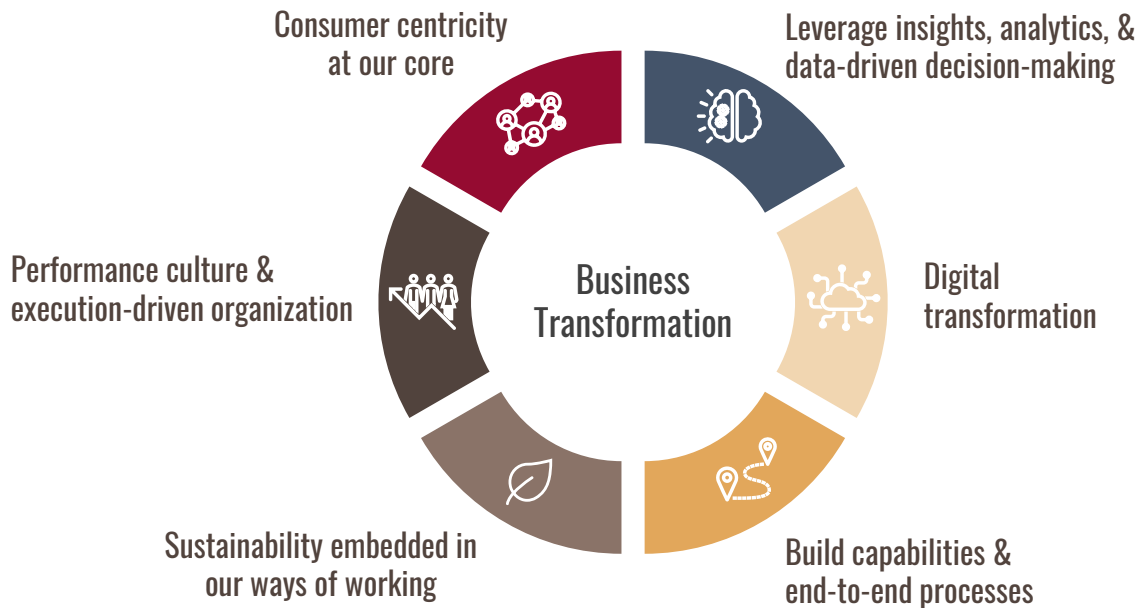 Consumer centricity
at our core
Leverage insights, analytics, &
data-driven decision-making
Performance culture &
execution-driven organization
Business
Transformation
Digital
transformation
Sustainability embedded in
our ways of working
Build capabilities &
end-to-end processes